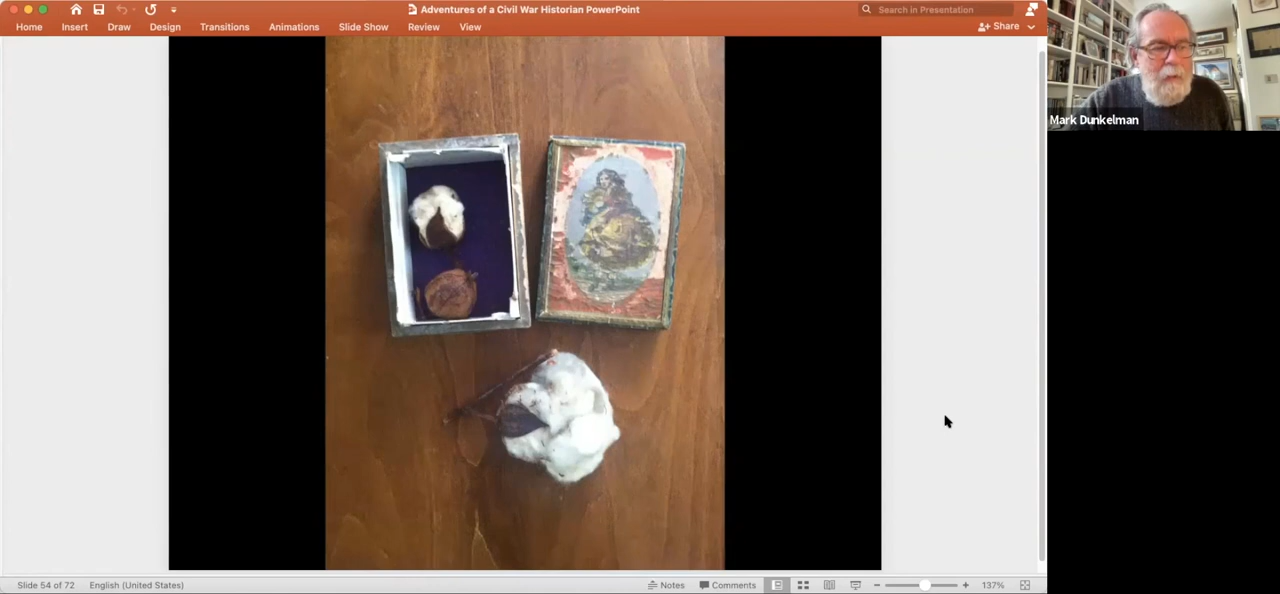 Adventures of a Civil War Historian PowerPoint
Search in Presentation
Home Insert Draw Design Transitions Animations Slide Show Review View Share
Mark Dunkelman
Slide 54 of 72 English (United States) Notes Comments 137%